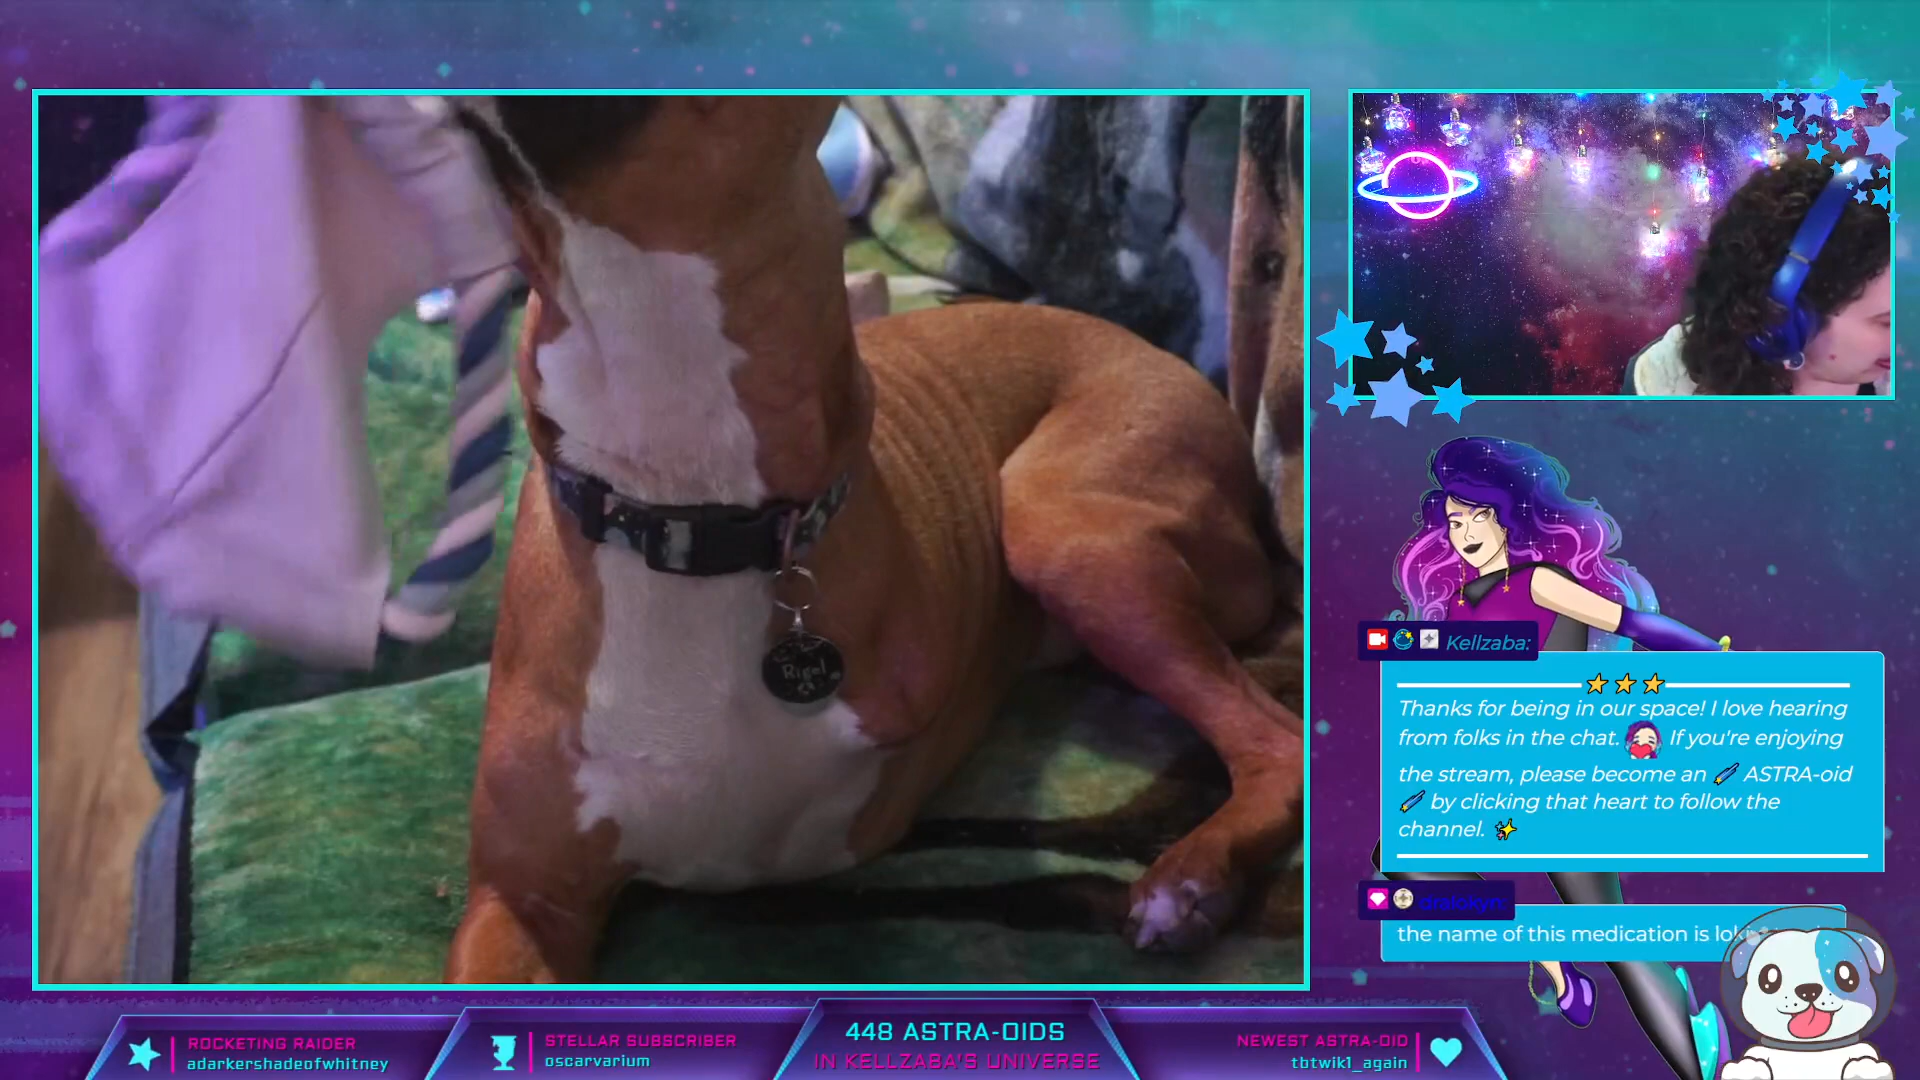 Rigel
Kellzaba:
Thanks for being in our space! I love hearing
from folks in the chat. If you're enjoying
the stream, please become an ASTRA-oid
by clicking that heart to follow the
channel.
dralokyn:
the name of this medication is
ROCKETING RAIDER
adarkershadeofwhitney
STELLAR SUBSCRIBER
oscarvarium
448 ASTRA-OIDS
IN KELLZABA'S UNIVERSE
NEWEST ASTRA-OID
tbtwik1_again